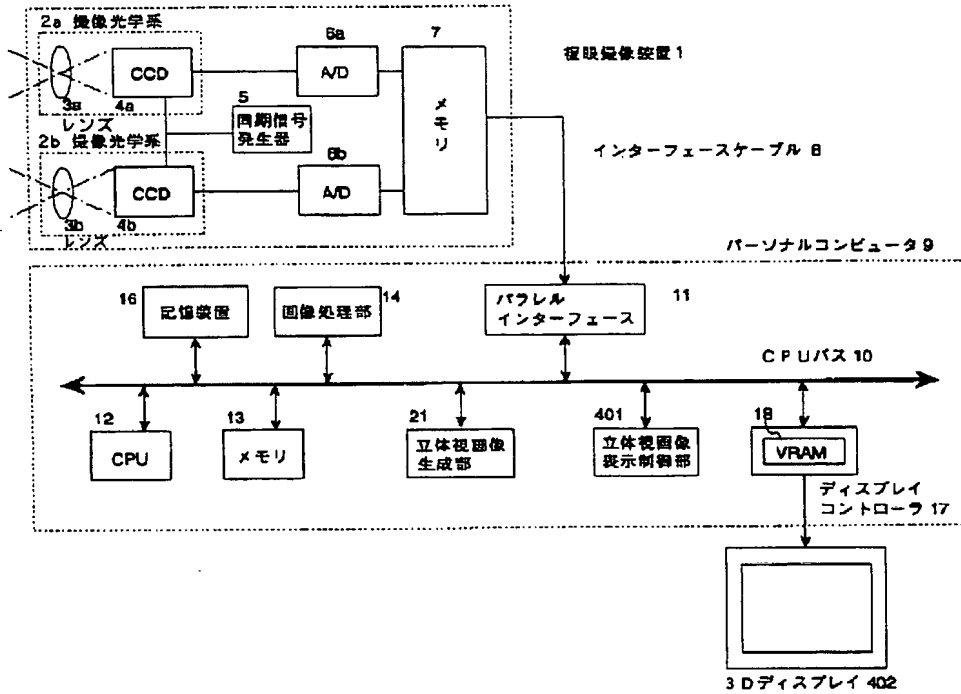 2a 撮像光学系
3a
レンズ
CCD
4a
6a
A/D
7
メモリ
複眼撮像装置 1
5
同期信号
発生器
2b 撮像光学系
3b
レンズ
CCD
4b
6b
A/D
インターフェースケーブル 8
パーソナルコンピュータ 9
16
記憶装置
14
画像処理部
パラレル
インターフェース
11
CPUバス 10
12
CPU
13
メモリ
21
立体視画像
生成部
401
立体視画像
表示制御部
18
VRAM
ディスプレイ
コントローラ 17
3Dディスプレイ 402